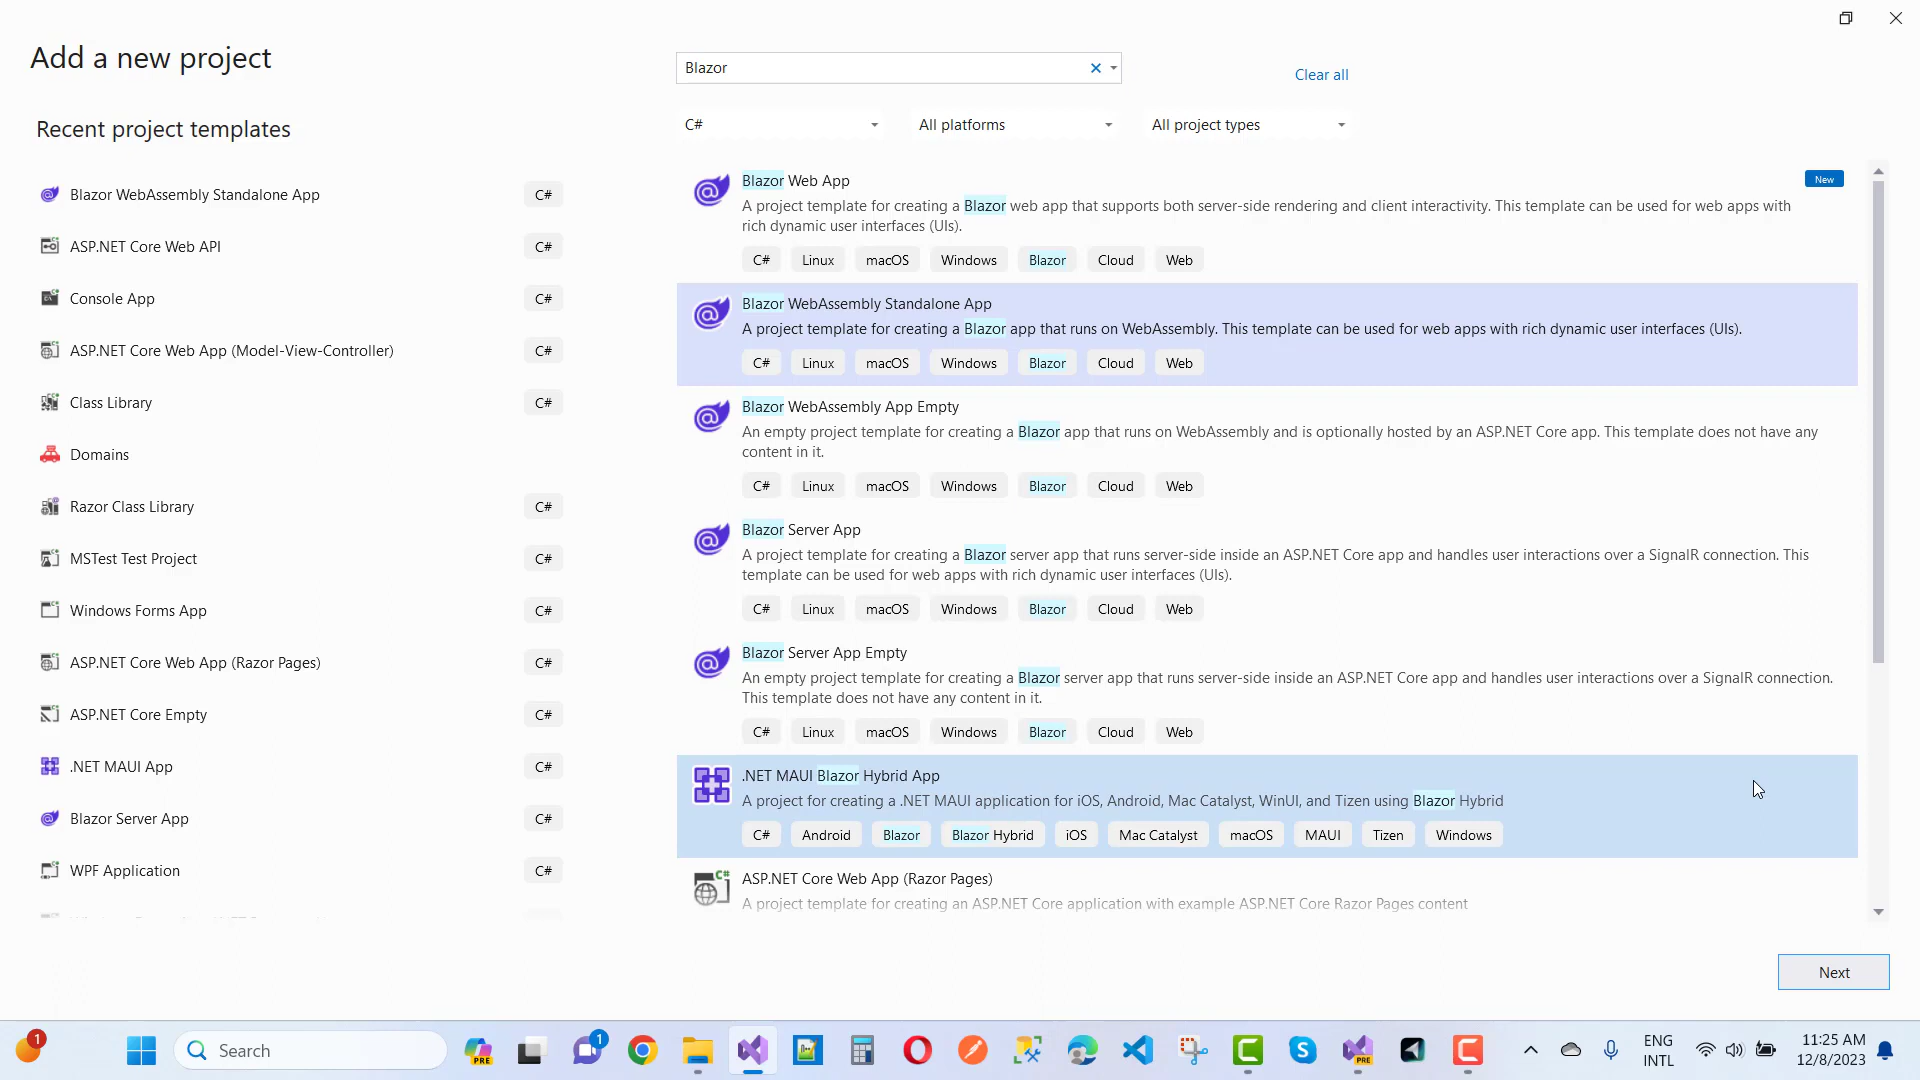 Add a new project
Blazor
Clear all
C#
All platforms
All project types
Recent project templates
Blazor WebAssembly Standalone App
C#
ASP.NET Core Web API
C#
Console App
C#
ASP.NET Core Web App (Model-View-Controller)
C#
Class Library
C#
Domains
Razor Class Library
C#
MSTest Test Project
C#
Windows Forms App
C#
ASP.NET Core Web App (Razor Pages)
C#
ASP.NET Core Empty
C#
.NET MAUI App
C#
Blazor Server App
C#
WPF Application
C#
Blazor Web App
New
A project template for creating a Blazor web app that supports both server-side rendering and client interactivity. This template can be used for web apps with
rich dynamic user interfaces (UIs).
C# Linux macOS Windows Blazor Cloud Web
Blazor WebAssembly Standalone App
A project template for creating a Blazor app that runs on WebAssembly. This template can be used for web apps with rich dynamic user interfaces (UIs).
C# Linux macOS Windows Blazor Cloud Web
Blazor WebAssembly App Empty
An empty project template for creating a Blazor app that runs on WebAssembly and is optionally hosted by an ASP.NET Core app. This template does not have any
content in it.
C# Linux macOS Windows Blazor Cloud Web
Blazor Server App
A project template for creating a Blazor server app that runs server-side inside an ASP.NET Core app and handles user interactions over a SignalR connection. This
template can be used for web apps with rich dynamic user interfaces (UIs).
C# Linux macOS Windows Blazor Cloud Web
Blazor Server App Empty
An empty project template for creating a Blazor server app that runs server-side inside an ASP.NET Core app and handles user interactions over a SignalR connection.
This template does not have any content in it.
C# Linux macOS Windows Blazor Cloud Web
.NET MAUI Blazor Hybrid App
A project for creating a .NET MAUI application for iOS, Android, Mac Catalyst, WinUI, and Tizen using Blazor Hybrid
C# Android Blazor Blazor Hybrid iOS Mac Catalyst macOS MAUI Tizen Windows
ASP.NET Core Web App (Razor Pages)
A project template for creating an ASP.NET Core application with example ASP.NET Core Razor Pages content
Next
1
Search
PRE
1
PRE
ENG
INTL
11:25 AM
12/8/2023